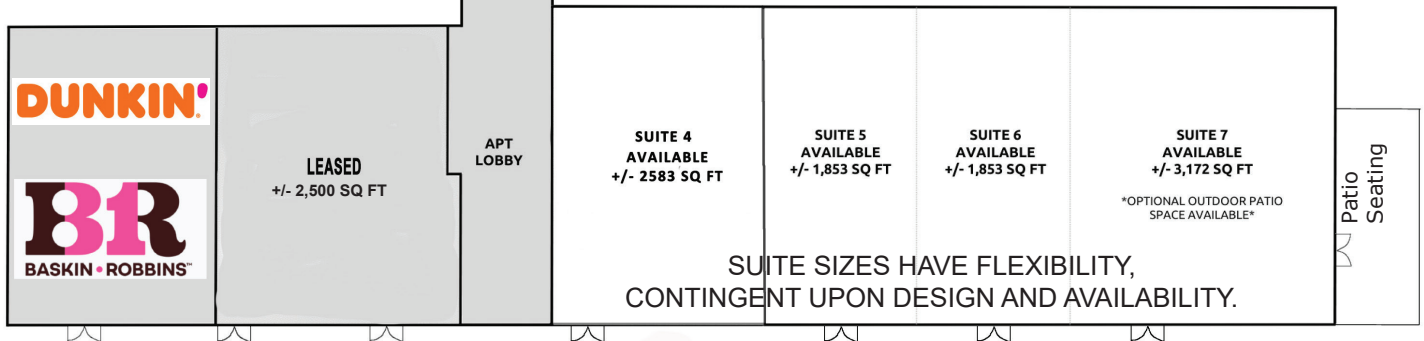 DUNKIN'
BR
BASKIN • ROBBINS™
LEASED
+/- 2,500 SQ FT
APT
LOBBY
SUITE 4
AVAILABLE
+/- 2583 SQ FT
SUITE 5
AVAILABLE
+/- 1,853 SQ FT
SUITE 6
AVAILABLE
+/- 1,853 SQ FT
SUITE 7
AVAILABLE
+/- 3,172 SQ FT
*OPTIONAL OUTDOOR PATIO
SPACE AVAILABLE*
Patio
Seating
SUITE SIZES HAVE FLEXIBILITY,
CONTINGENT UPON DESIGN AND AVAILABILITY.